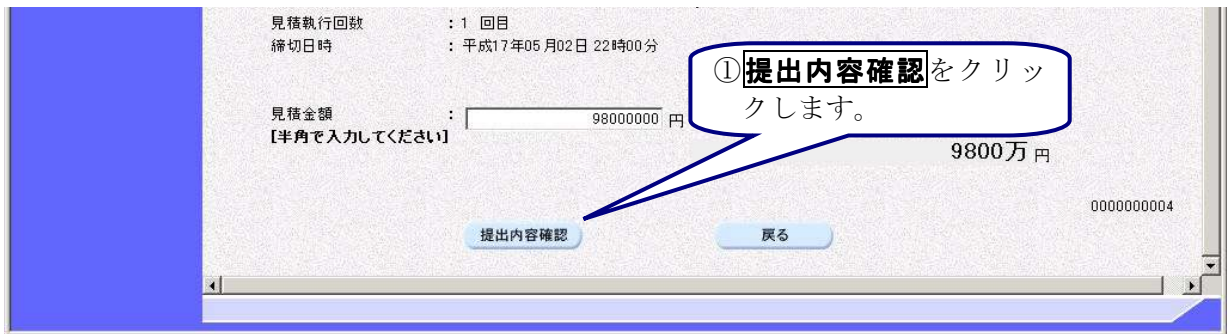 見積執行回数 : 1 回目
締切日時 : 平成17年05月02日 22時00分
①提出内容確認をクリッ
クします。
見積金額 : 98000000 円
[半角で入力してください]
9800万 円
0000000004
提出内容確認 戻る